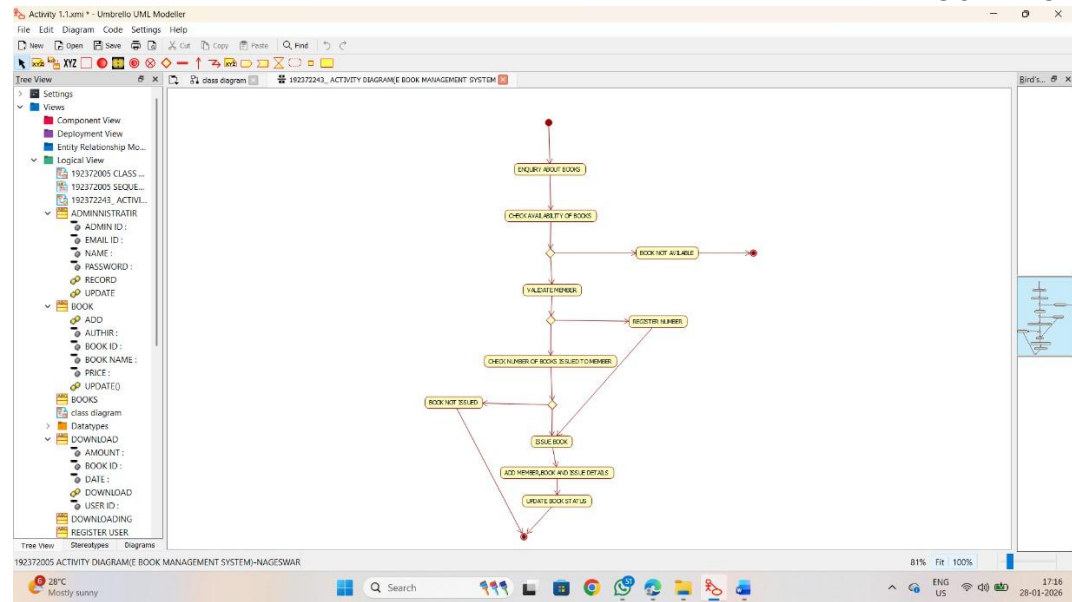 Activity 1.1.xmi * - Umbrello UML Modeller
File Edit Diagram Code Settings Help
New Open Save Cut Copy Paste Find
XYZ
Tree View
class diagram
192372243_ ACTIVITY DIAGRAM(E BOOK MANAGEMENT SYSTEM
Bird's...
Settings
Views
Component View
Deployment View
Entity Relationship Mo...
Logical View
192372005 CLASS ...
192372005 SEQUE...
192372243_ ACTIVI...
ADMINNISTRATIR
ADMIN ID :
EMAIL ID :
NAME :
PASSWORD :
RECORD
UPDATE
BOOK
ADD
AUTHIR :
BOOK ID :
BOOK NAME :
PRICE :
UPDATE()
BOOKS
class diagram
Datatypes
DOWNLOAD
AMOUNT :
BOOK ID :
DATE :
DOWNLOAD
USER ID :
DOWNLOADING
REGISTER USER
Tree View Stereotypes Diagrams
ENQUIRY ABOUT BOOKS
CHECK AVAILABILITY OF BOOKS
BOOK NOT AVILABLE
VALIDATE MEMBER
REGISTER NUMBER
CHECK NUMBER OF BOOKS ISSUED TO MEMBER
BOOK NOT ISSUED
ISSUE BOOK
ADD MEMBER,BOOK AND ISSUE DETAILS
UPDATE BOOK STATUS
192372005 ACTIVITY DIAGRAM(E BOOK MANAGEMENT SYSTEM)-NAGESWAR
81% Fit 100%
6
28°C
Mostly sunny
Search
ENG
US
17:16
28-01-2026